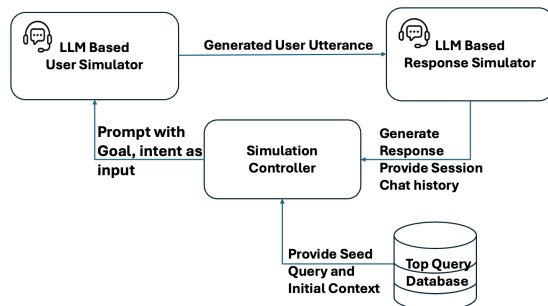 LLM Based
User Simulator
Generated User Utterance
LLM Based
Response Simulator
Prompt with
Goal, intent as
input
Simulation
Controller
Generate
Response
Provide Session
Chat history
Provide Seed
Query and
Initial Context
Top Query
Database